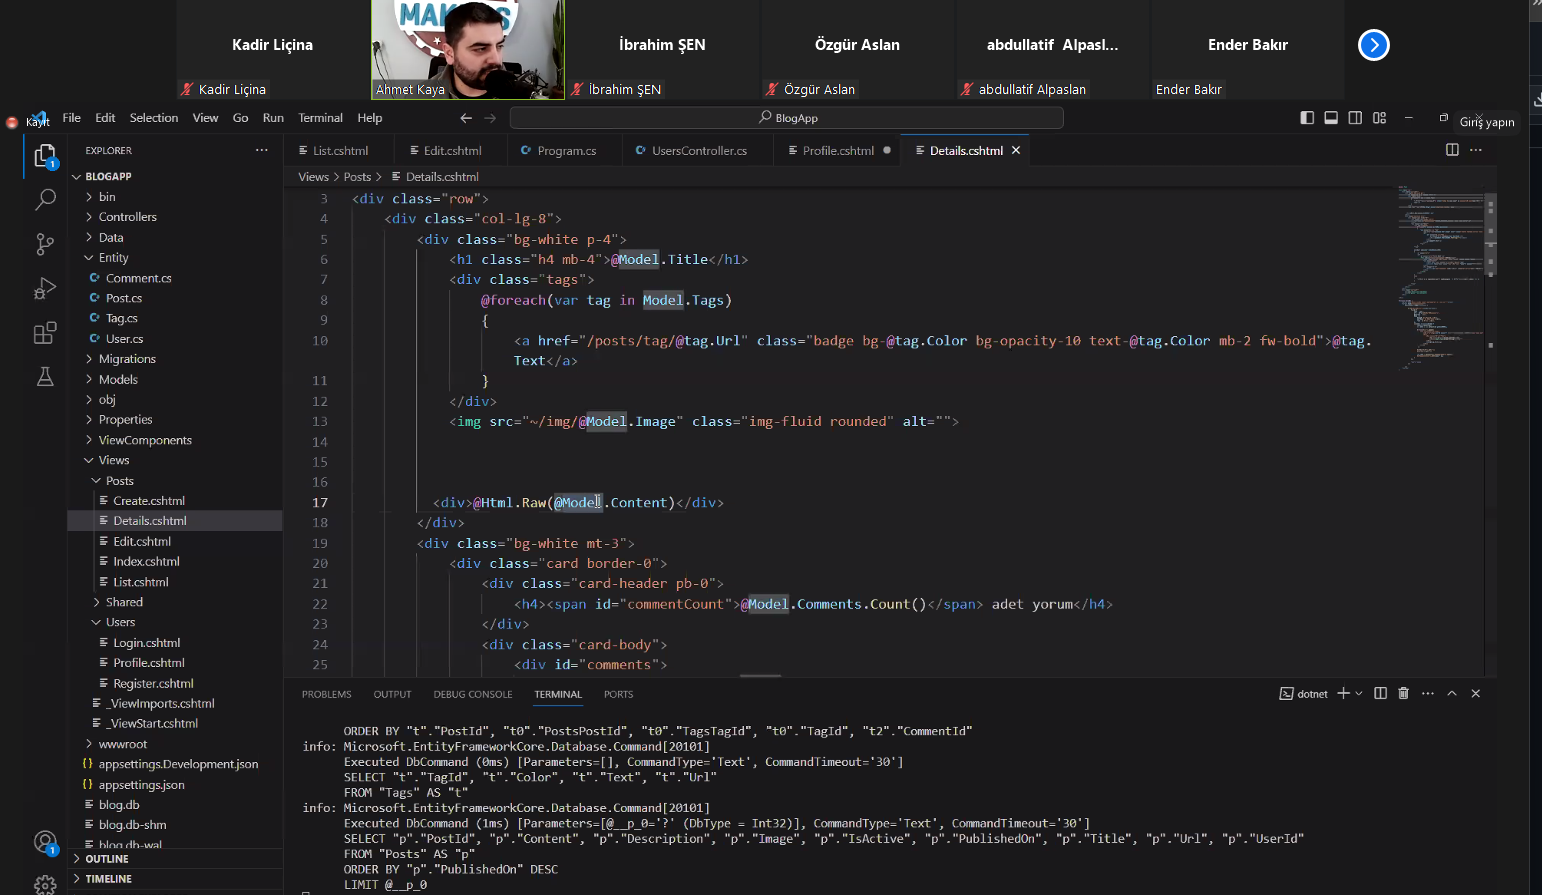 Kadir Liçina
MAKERS
İbrahim ŞEN
Özgür Aslan
abdullatif Alpasl...
Ender Bakır
Kadir Liçina
Ahmet Kaya
İbrahim ŞEN
Özgür Aslan
abdullatif Alpaslan
Ender Bakır
Kayıt
File Edit Selection View Go Run Terminal Help
BlogApp
Giriş yapın
EXPLORER
List.cshtml
Edit.cshtml
Program.cs
UsersController.cs
Profile.cshtml
Details.cshtml
Views > Posts > Details.cshtml
BLOGAPP
bin
Controllers
Data
Entity
Comment.cs
Post.cs
Tag.cs
User.cs
Migrations
Models
obj
Properties
ViewComponents
Views
Posts
Create.cshtml
Details.cshtml
Edit.cshtml
Index.cshtml
List.cshtml
Shared
Users
Login.cshtml
Profile.cshtml
Register.cshtml
_ViewImports.cshtml
_ViewStart.cshtml
wwwroot
appsettings.Development.json
appsettings.json
blog.db
blog.db-shm
blog.db-wal
OUTLINE
TIMELINE
1
1
3 <div class="row">
4 <div class="col-lg-8">
5 <div class="bg-white p-4">
6 <h1 class="h4 mb-4">@Model.Title</h1>
7 <div class="tags">
8 @foreach(var tag in Model.Tags)
9 {
10 <a href="/posts/tag/@tag.Url" class="badge bg-@tag.Color bg-opacity-10 text-@tag.Color mb-2 fw-bold">@tag.
Text</a>
11 }
12 </div>
13 <img src="~/img/@Model.Image" class="img-fluid rounded" alt="">
14
15
16
17 <div>@Html.Raw(@Model.Content)</div>
18 </div>
19 <div class="bg-white mt-3">
20 <div class="card border-0">
21 <div class="card-header pb-0">
22 <h4><span id="commentCount">@Model.Comments.Count()</span> adet yorum</h4>
23 </div>
24 <div class="card-body">
25 <div id="comments">
PROBLEMS OUTPUT DEBUG CONSOLE TERMINAL PORTS
dotnet
ORDER BY "t"."PostId", "t0"."PostsPostId", "t0"."TagsTagId", "t0"."TagId", "t2"."CommentId"
info: Microsoft.EntityFrameworkCore.Database.Command[20101]
Executed DbCommand (0ms) [Parameters=[], CommandType='Text', CommandTimeout='30']
SELECT "t"."TagId", "t"."Color", "t"."Text", "t"."Url"
FROM "Tags" AS "t"
info: Microsoft.EntityFrameworkCore.Database.Command[20101]
Executed DbCommand (1ms) [Parameters=[@__p_0='?' (DbType = Int32)], CommandType='Text', CommandTimeout='30']
SELECT "p"."PostId", "p"."Content", "p"."Description", "p"."Image", "p"."IsActive", "p"."PublishedOn", "p"."Title", "p"."Url", "p"."UserId"
FROM "Posts" AS "p"
ORDER BY "p"."PublishedOn" DESC
LIMIT @__p_0